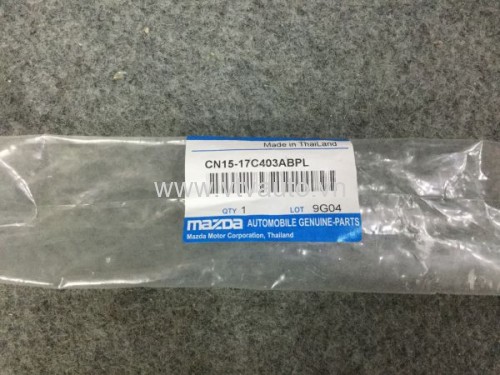 Made in ThaiLand
CN15-17C403ABPL
QTY 1 LOT 9G04
mazda AUTOMOBILE GENUINE-PARTS
Mazda Motor Corporation, Thailand